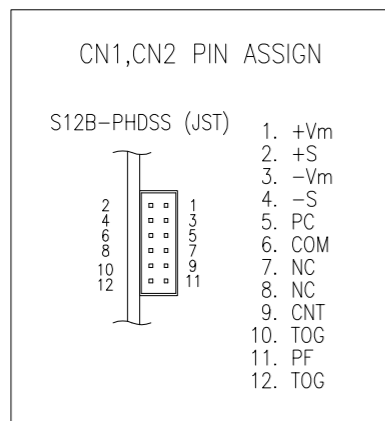 CN1,CN2 PIN ASSIGN
S12B-PHDSS (JST)
2 1
4 3
6 5
8 7
10 9
12 11
1. +Vm
2. +S
3. -Vm
4. -S
5. PC
6. COM
7. NC
8. NC
9. CNT
10. TOG
11. PF
12. TOG